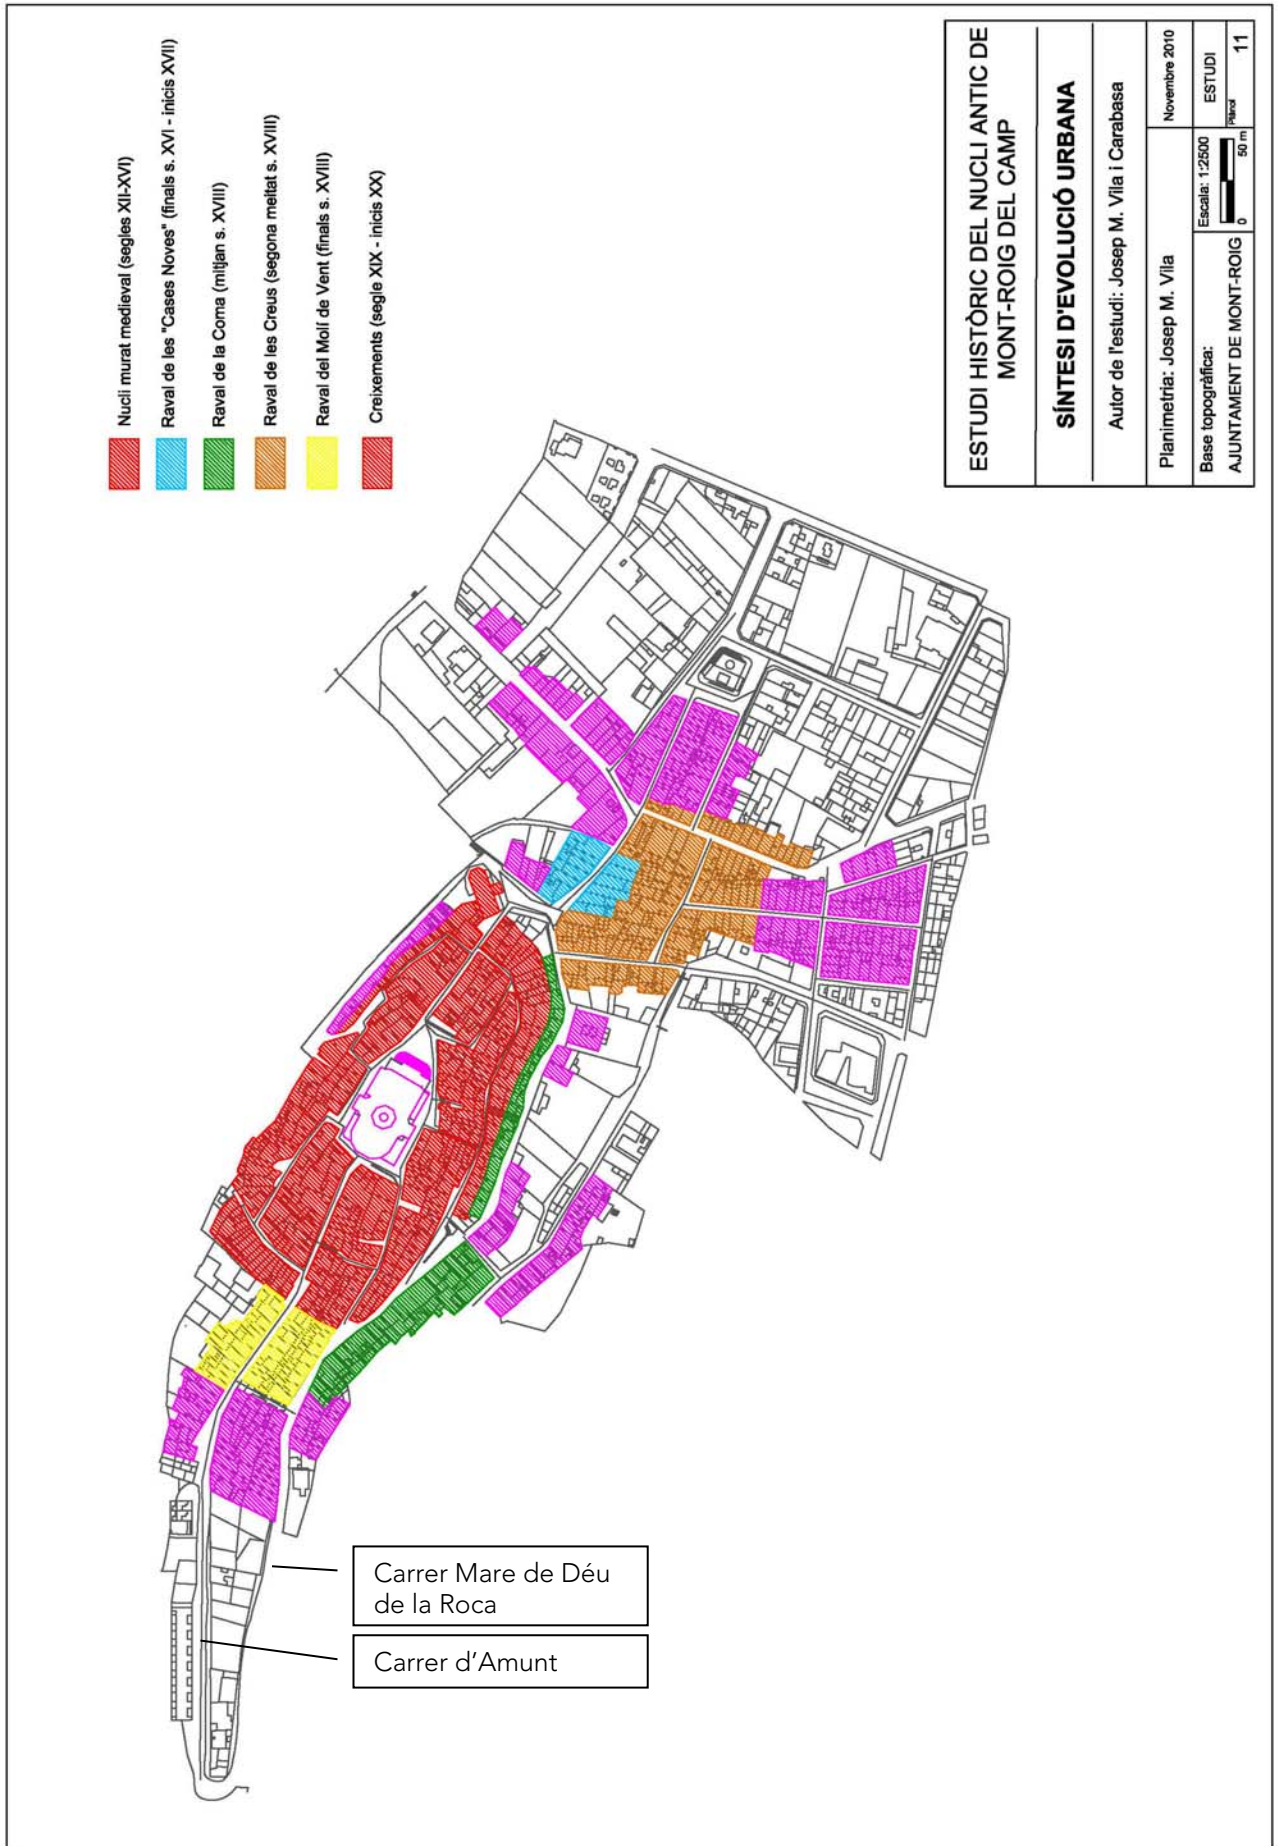 Nucli murat medieval (segles XII-XVI)
Raval de les "Cases Noves" (finals s. XVI - inicis XVII)
Raval de la Coma (mitjan s. XVIII)
Raval de les Creus (segona meitat s. XVIII)
Raval del Molí de Vent (finals s. XVIII)
Creixements (segle XIX - inicis XX)
ESTUDI HISTÒRIC DEL NUCLI ANTIC DE
MONT-ROIG DEL CAMP
SÍNTESI D'EVOLUCIÓ URBANA
Autor de l'estudi: Josep M. Vila i Carabasa
Planimetria: Josep M. Vila
Novembre 2010
Base topogràfica:
AJUNTAMENT DE MONT-ROIG
Escala: 1:2500
0 50 m
ESTUDI
Plànol
11
Carrer Mare de Déu
de la Roca
Carrer d'Amunt